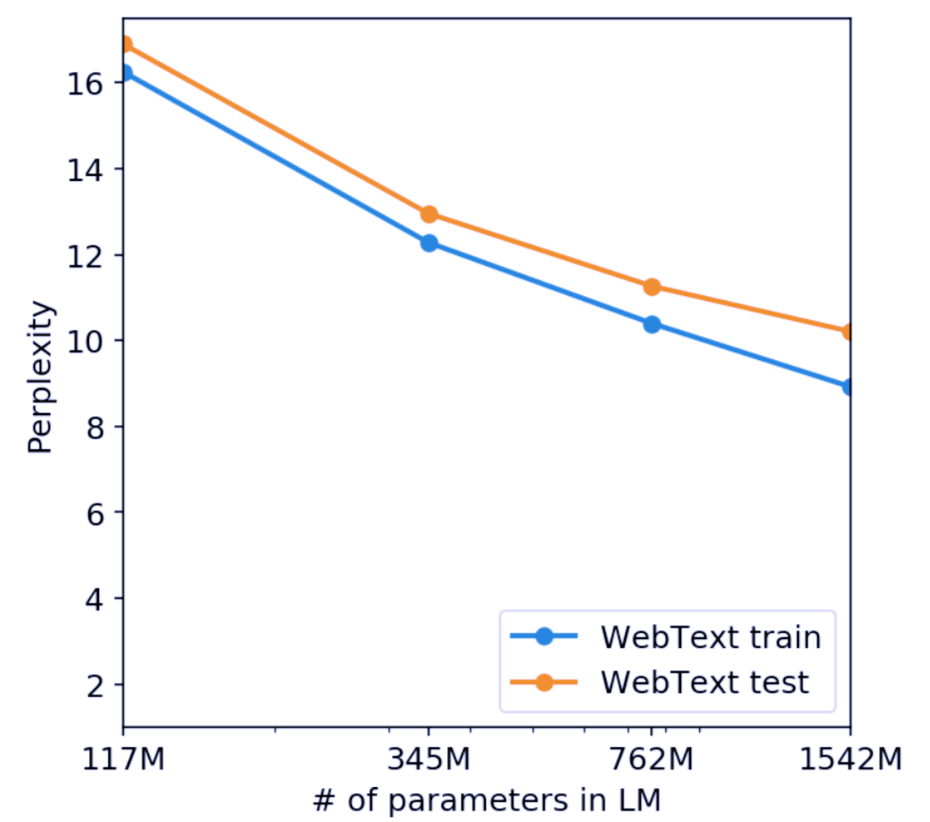 Perplexity
16
14
12
10
8
6
4
2
WebText train
WebText test
117M 345M 762M 1542M
# of parameters in LM